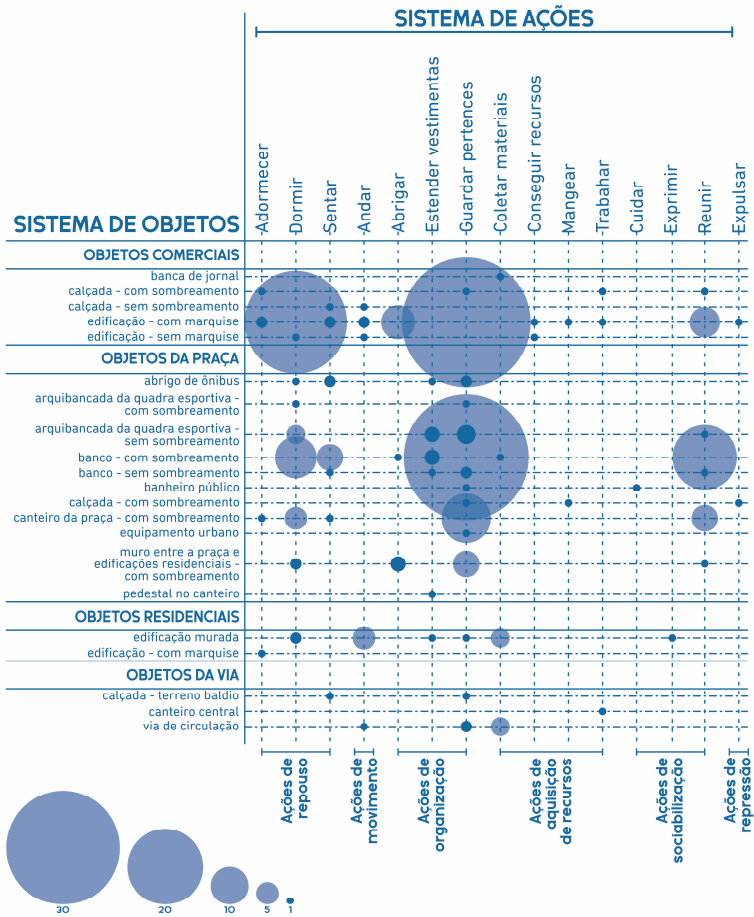 SISTEMA DE AÇÕES
Adormecer
Dormir
Sentar
Andar
Abrigar
Estender vestimentas
Guardar pertences
Coletar materiais
Conseguir recursos
Mangear
Trabahar
Cuidar
Exprimir
Reunir
Expulsar
SISTEMA DE OBJETOS
OBJETOS COMERCIAIS
banca de jornal
calçada - com sombreamento
calçada - sem sombreamento
edificação - com marquise
edificação - sem marquise
OBJETOS DA PRAÇA
abrigo de ônibus
arquibancada da quadra esportiva -
com sombreamento
arquibancada da quadra esportiva -
sem sombreamento
banco - com sombreamento
banco - sem sombreamento
banheiro público
calçada - com sombreamento
canteiro da praça - com sombreamento
equipamento urbano
muro entre a praça e
edificações residenciais -
com sombreamento
pedestal no canteiro
OBJETOS RESIDENCIAIS
edificação murada
edificação - com marquise
OBJETOS DA VIA
calçada - terreno baldio
canteiro central
via de circulação
Ações de
repouso
Ações de
movimento
Ações de
organização
Ações de
aquisição
de recursos
Ações de
sociabilização
Ações de
repressão
30
20
10
5
1